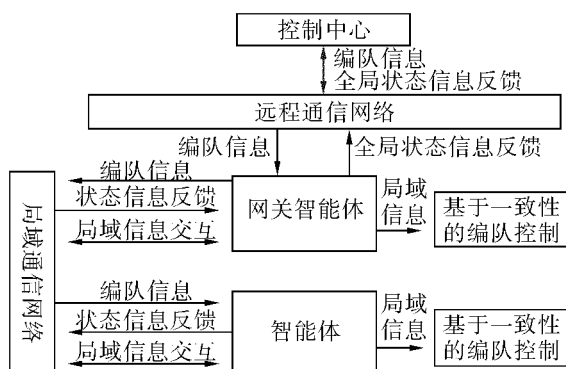 控制中心
编队信息
全局状态信息反馈
远程通信网络
编队信息
全局状态信息反馈
局域通信网络
编队信息
状态信息反馈
局域信息交互
网关智能体
局域
信息
基于一致性
的编队控制
编队信息
状态信息反馈
局域信息交互
智能体
局域
信息
基于一致性
的编队控制